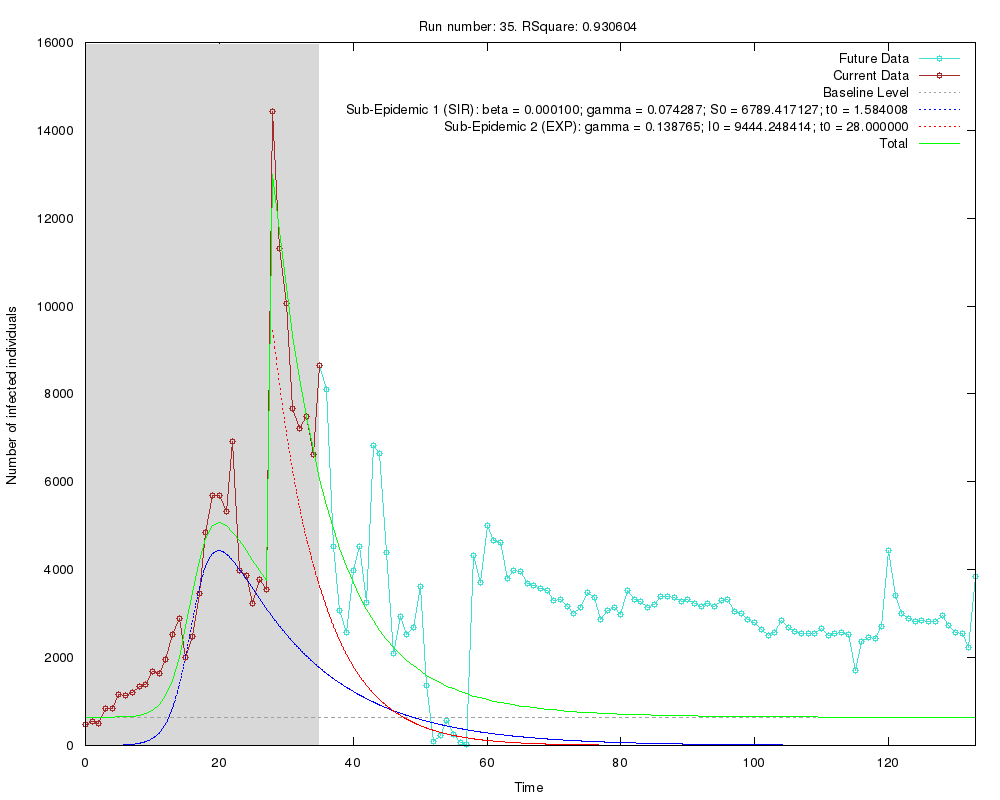 Run number: 35. RSquare: 0.930604
Future Data
Current Data
Baseline Level
Sub-Epidemic 1 (SIR): beta = 0.000100; gamma = 0.074287; S0 = 6789.417127; t0 = 1.584008
Sub-Epidemic 2 (EXP): gamma = 0.138765; I0 = 9444.248414; t0 = 28.000000
Total
Number of infected individuals
16000
14000
12000
10000
8000
6000
4000
2000
0
0 20 40 60 80 100 120
Time